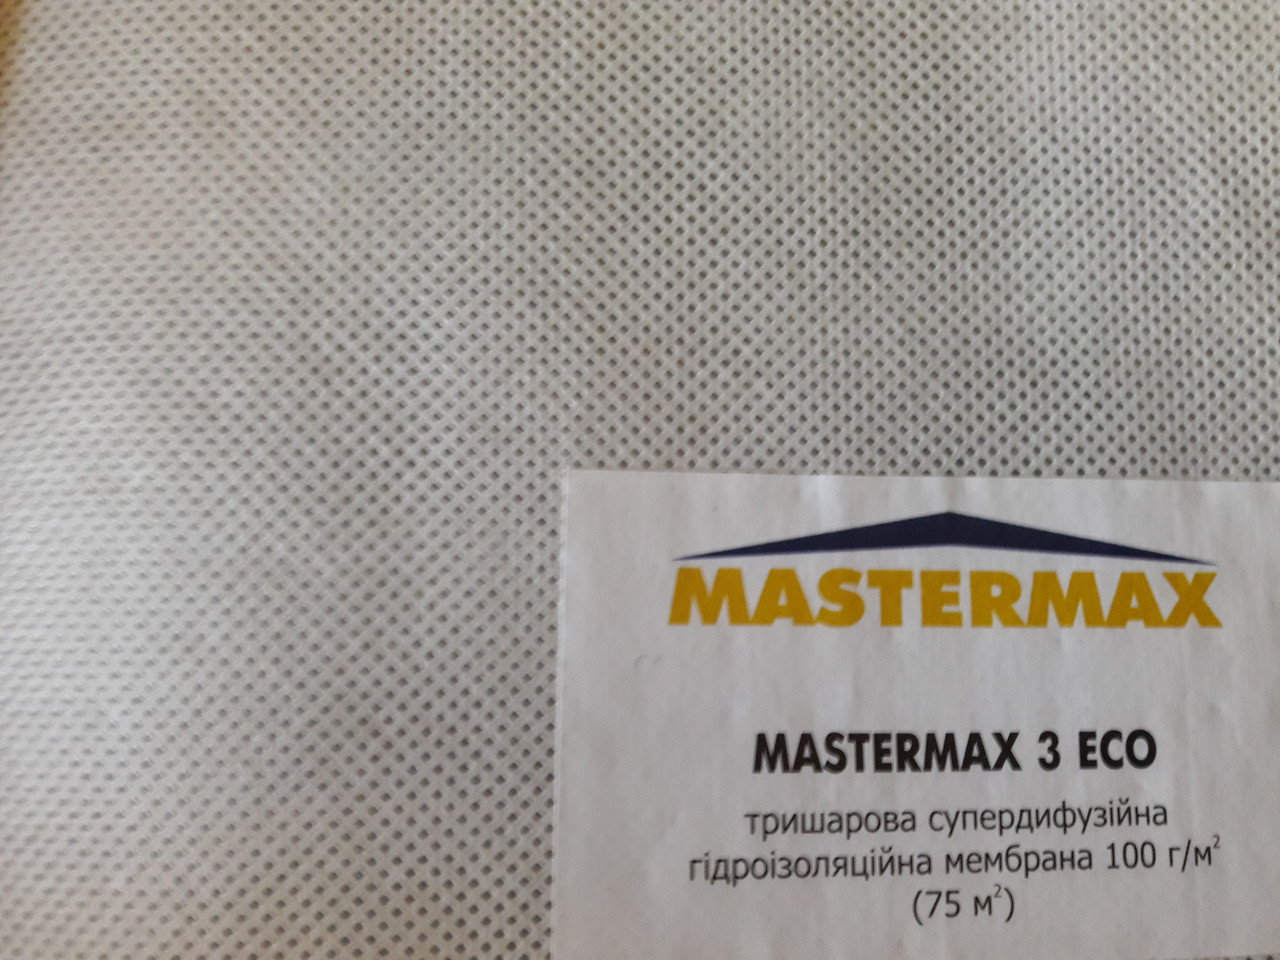 MASTERMAX
MASTERMAX 3 ECO
тришарова супердифузійна
гідроізоляційна мембрана 100 г/м²
(75 м²)